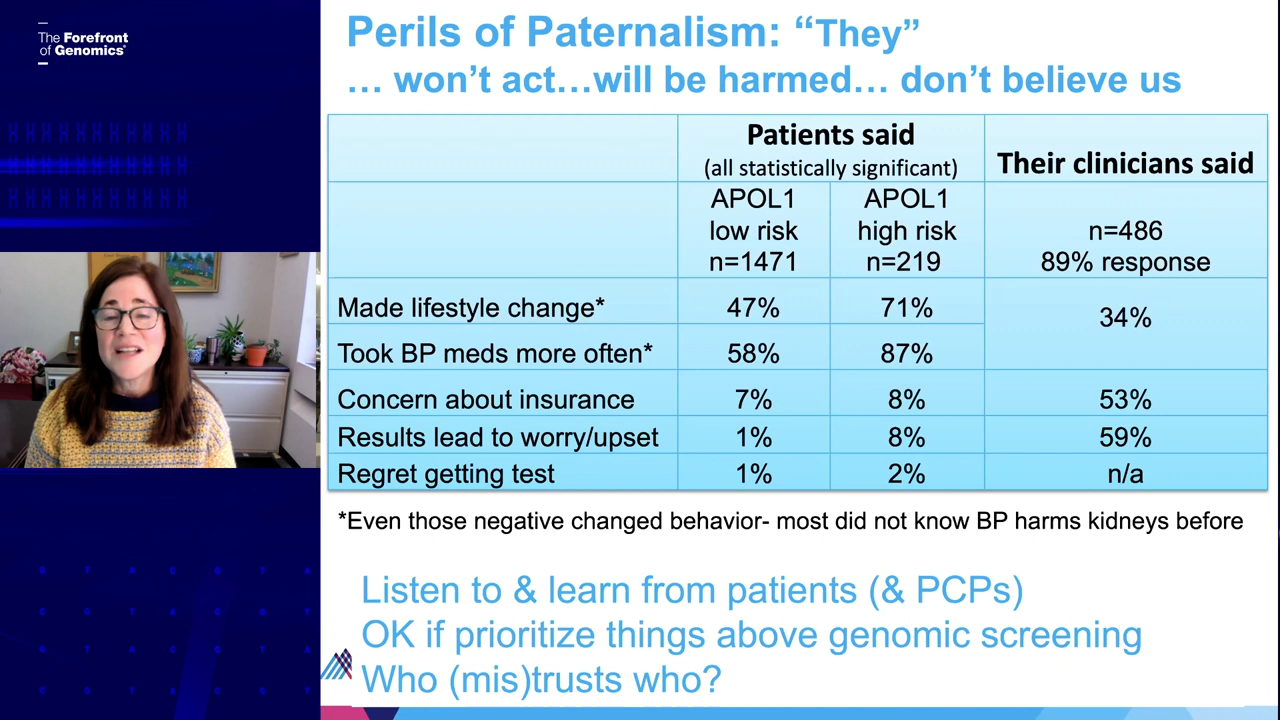 The Forefront
of Genomics®
Perils of Paternalism: “They”
… won’t act…will be harmed… don’t believe us
Patients said
(all statistically significant)
Their clinicians said
APOL1
low risk
n=1471
APOL1
high risk
n=219
n=486
89% response
Made lifestyle change* 47% 71% 34%
Took BP meds more often* 58% 87%
Concern about insurance 7% 8% 53%
Results lead to worry/upset 1% 8% 59%
Regret getting test 1% 2% n/a
*Even those negative changed behavior- most did not know BP harms kidneys before
Listen to & learn from patients (& PCPs)
OK if prioritize things above genomic screening
Who (mis)trusts who?